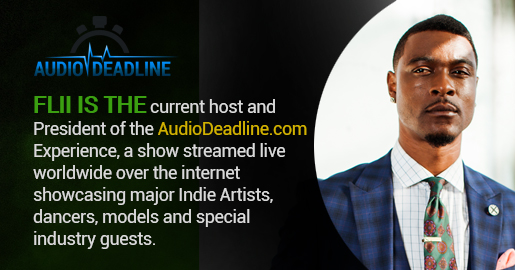 AUDIO DEADLINE
FLII IS THE current host and
President of the AudioDeadline.com
Experience, a show streamed live
worldwide over the internet
showcasing major Indie Artists,
dancers, models and special
industry guests.